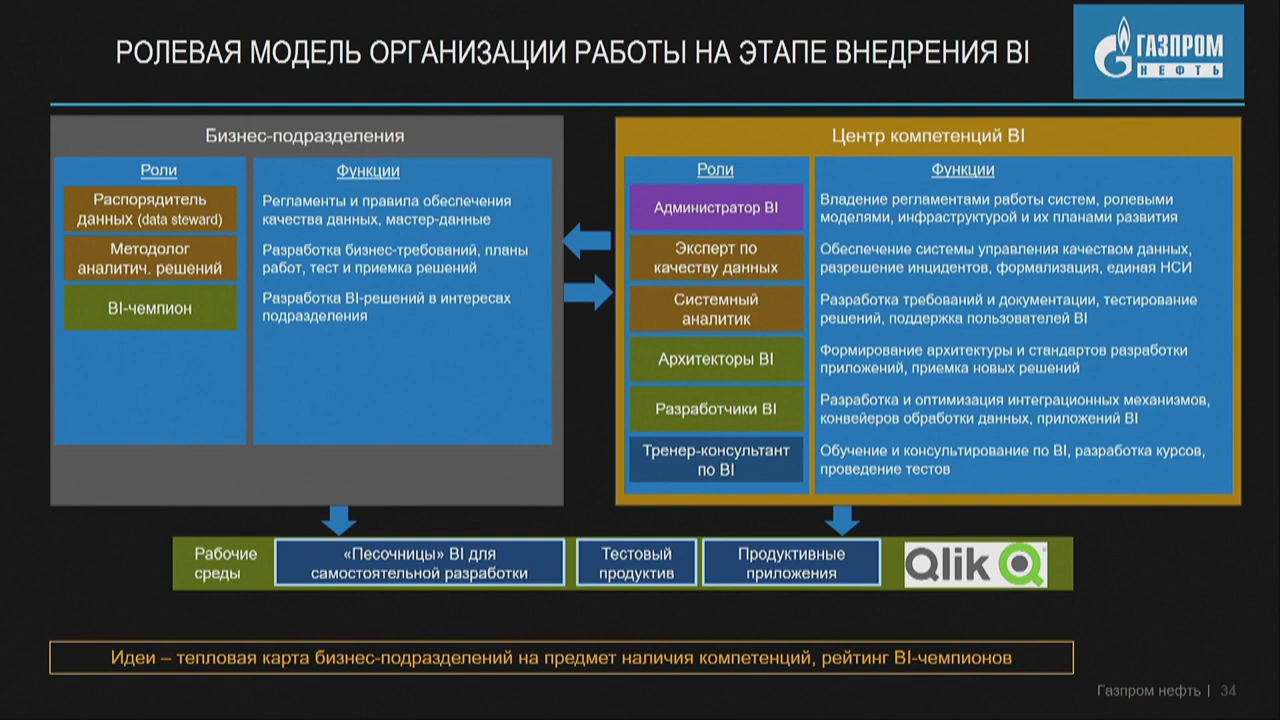 РОЛЕВАЯ МОДЕЛЬ ОРГАНИЗАЦИИ РАБОТЫ НА ЭТАПЕ ВНЕДРЕНИЯ BI
ГАЗПРОМ
НЕФТЬ
Бизнес-подразделения
Роли
Функции
Распорядитель
данных (data steward)
Регламенты и правила обеспечения
качества данных, мастер-данные
Методолог
аналитич. решений
Разработка бизнес-требований, планы
работ, тест и приемка решений
BI-чемпион
Разработка BI-решений в интересах
подразделения
Центр компетенций BI
Роли
Функции
Администратор BI
Владение регламентами работы систем, ролевыми
моделями, инфраструктурой и их планами развития
Эксперт по
качеству данных
Обеспечение системы управления качеством данных,
разрешение инцидентов, формализация, единая НСИ
Системный
аналитик
Разработка требований и документации, тестирование
решений, поддержка пользователей BI
Архитекторы BI
Формирование архитектуры и стандартов разработки
приложений, приемка новых решений
Разработчики BI
Разработка и оптимизация интеграционных механизмов,
конвейеров обработки данных, приложений BI
Тренер-консультант
по BI
Обучение и консультирование по BI, разработка курсов,
проведение тестов
Рабочие
среды
«Песочницы» BI для
самостоятельной разработки
Тестовый
продуктив
Продуктивные
приложения
Qlik
Идеи – тепловая карта бизнес-подразделений на предмет наличия компетенций, рейтинг BI-чемпионов
Газпром нефть | 34